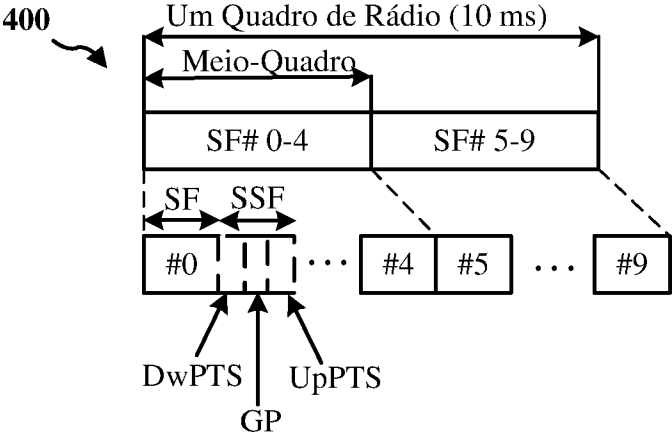 400
Um Quadro de Rádio (10 ms)
Meio-Quadro
SF# 0-4 SF# 5-9
SF SSF
#0 ... #4 #5 ... #9
DwPTS UpPTS
GP